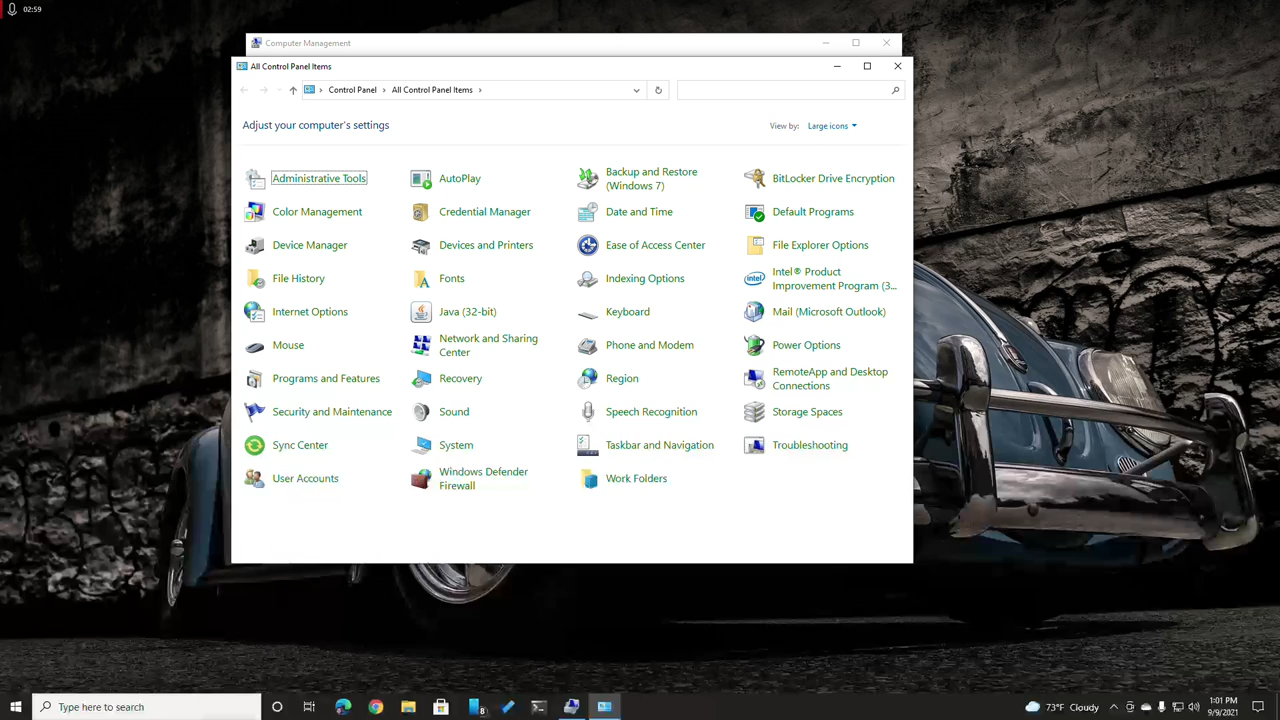 02:59
Computer Management
All Control Panel Items
Control Panel
All Control Panel Items
Adjust your computer's settings
View by:
Large icons
Administrative Tools
AutoPlay
Backup and Restore
(Windows 7)
BitLocker Drive Encryption
Color Management
Credential Manager
Date and Time
Default Programs
Device Manager
Devices and Printers
Ease of Access Center
File Explorer Options
File History
Fonts
Indexing Options
Intel® Product
Improvement Program (3...
Internet Options
Java (32-bit)
Keyboard
Mail (Microsoft Outlook)
Mouse
Network and Sharing
Center
Phone and Modem
Power Options
Programs and Features
Recovery
Region
RemoteApp and Desktop
Connections
Security and Maintenance
Sound
Speech Recognition
Storage Spaces
Sync Center
System
Taskbar and Navigation
Troubleshooting
User Accounts
Windows Defender
Firewall
Work Folders
Type here to search
8
73°F Cloudy
1:01 PM
9/9/2021